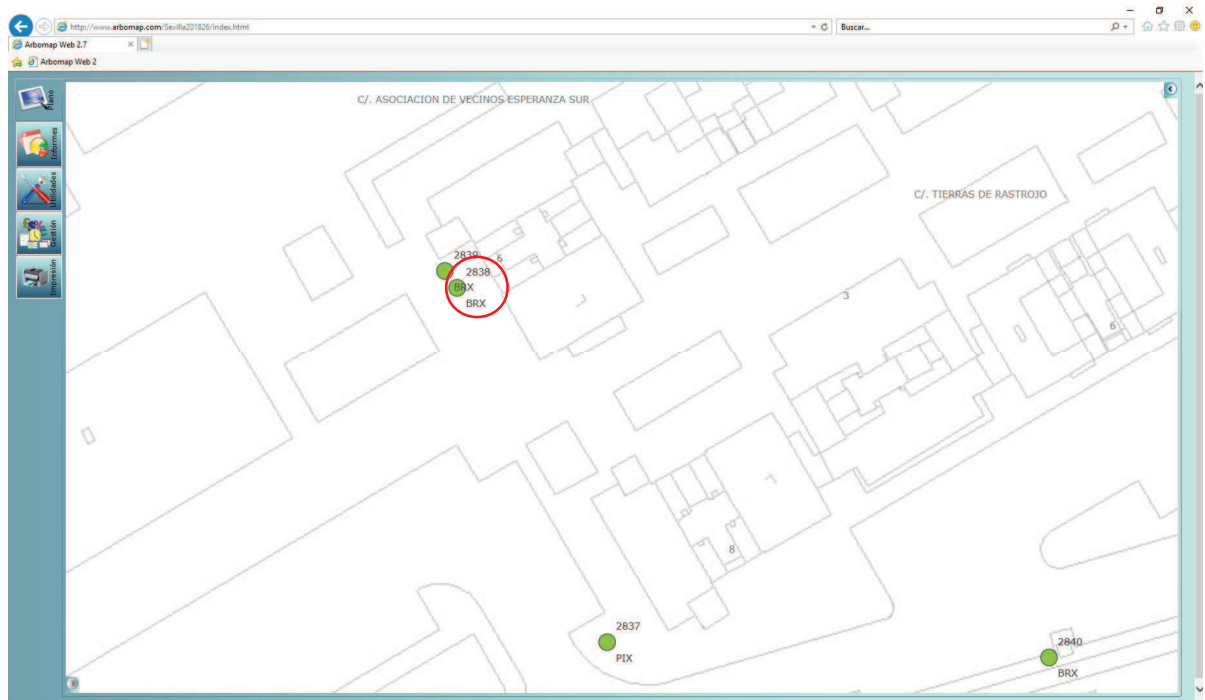 http://www.arbomap.com/Sevilla201826/index.html
Buscar...
Arbomap Web 2.7
Arbomap Web 2
Plano
Informes
Utilidades
Gestión
Impresión
C/. ASOCIACION DE VECINOS ESPERANZA SUR
C/. TIERRAS DE RASTROJO
2839
6
2838
BRX
BRX
3
6
8
2837
PIX
2840
BRX